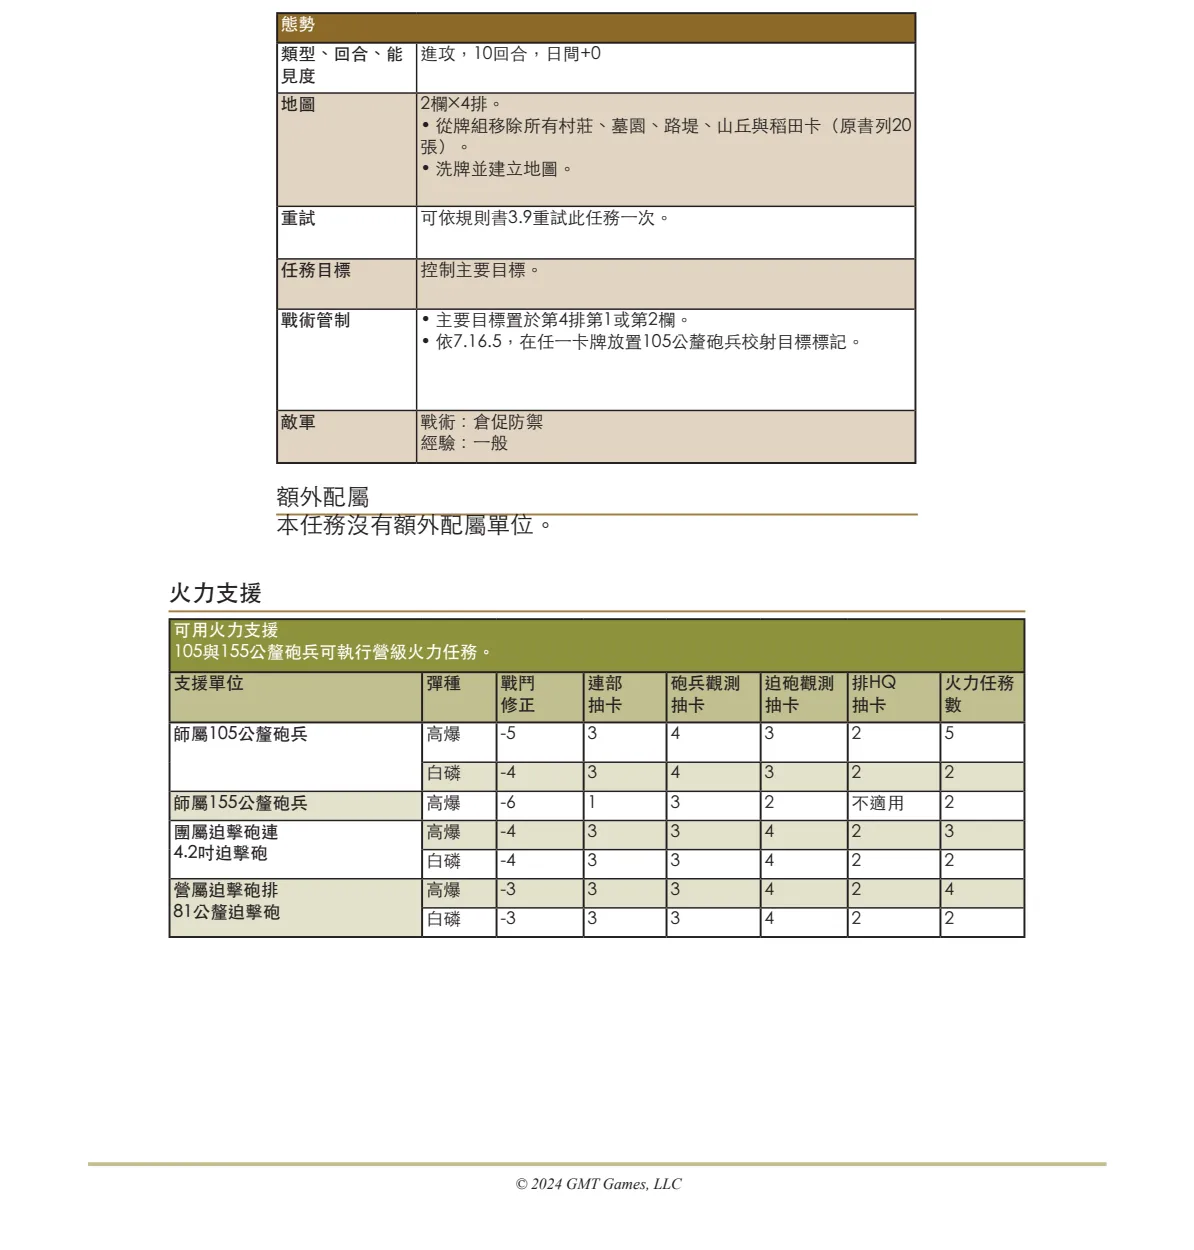 態勢
類型、回合、能見度
進攻，10回合，日間+0
地圖
2欄×4排。
• 從牌組移除所有村莊、墓園、路堤、山丘與稻田卡（原書列20張）。
• 洗牌並建立地圖。
重試
可依規則書3.9重試此任務一次。
任務目標
控制主要目標。
戰術管制
• 主要目標置於第4排第1或第2欄。
• 依7.16.5，在任一卡牌放置105公釐砲兵校射目標標記。
敵軍
戰術：倉促防禦
經驗：一般
額外配屬
本任務沒有額外配屬單位。
火力支援
可用火力支援
105與155公釐砲兵可執行營級火力任務。
支援單位 彈種 戰鬥修正 連部抽卡 砲兵觀測抽卡 迫砲觀測抽卡 排HQ抽卡 火力任務數
師屬105公釐砲兵 高爆 -5 3 4 3 2 5
白磷 -4 3 4 3 2 2
師屬155公釐砲兵 高爆 -6 1 3 2 不適用 2
團屬迫擊砲連 4.2吋迫擊砲 高爆 -4 3 3 4 2 3
白磷 -4 3 3 4 2 2
營屬迫擊砲排 81公釐迫擊砲 高爆 -3 3 3 4 2 4
白磷 -3 3 3 4 2 2
© 2024 GMT Games, LLC